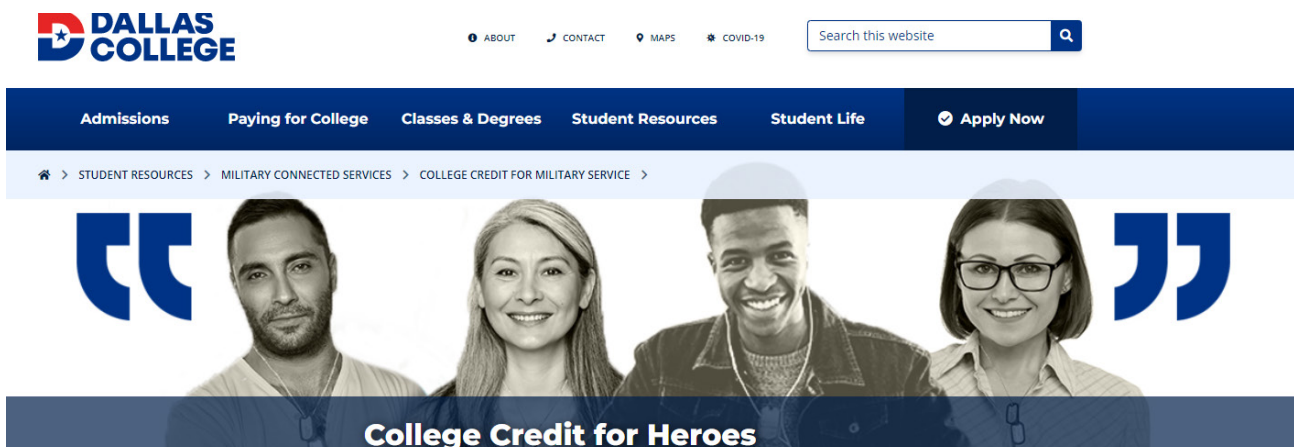 DALLAS
COLLEGE
ABOUT CONTACT MAPS COVID-19 Search this website
Admissions Paying for College Classes & Degrees Student Resources Student Life Apply Now
> STUDENT RESOURCES > MILITARY CONNECTED SERVICES > COLLEGE CREDIT FOR MILITARY SERVICE >
“ ”
College Credit for Heroes